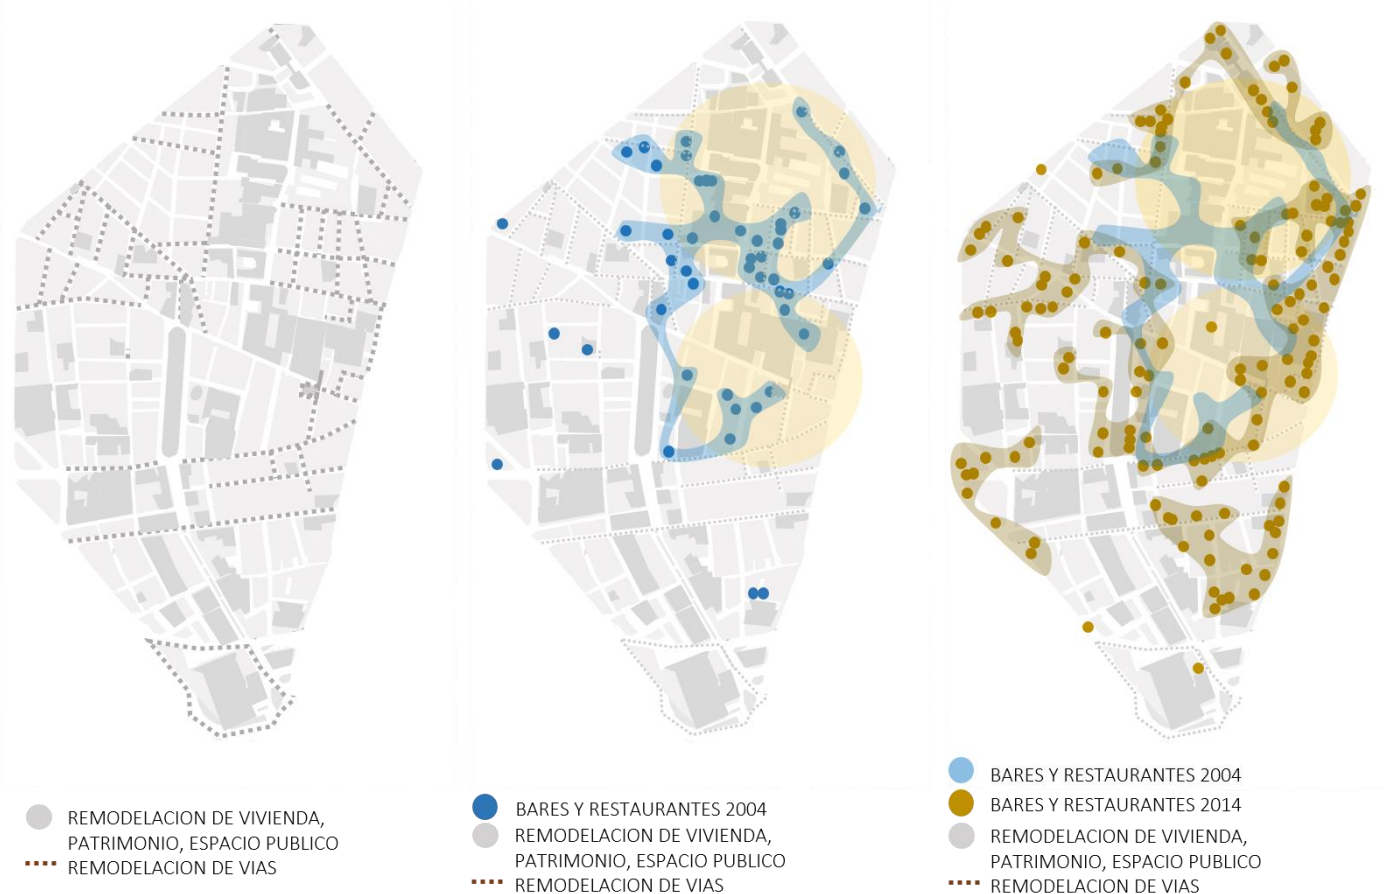 REMODELACION DE VIVIENDA,
PATRIMONIO, ESPACIO PUBLICO
REMODELACION DE VIAS
BARES Y RESTAURANTES 2004
REMODELACION DE VIVIENDA,
PATRIMONIO, ESPACIO PUBLICO
REMODELACION DE VIAS
BARES Y RESTAURANTES 2004
BARES Y RESTAURANTES 2014
REMODELACION DE VIVIENDA,
PATRIMONIO, ESPACIO PUBLICO
REMODELACION DE VIAS